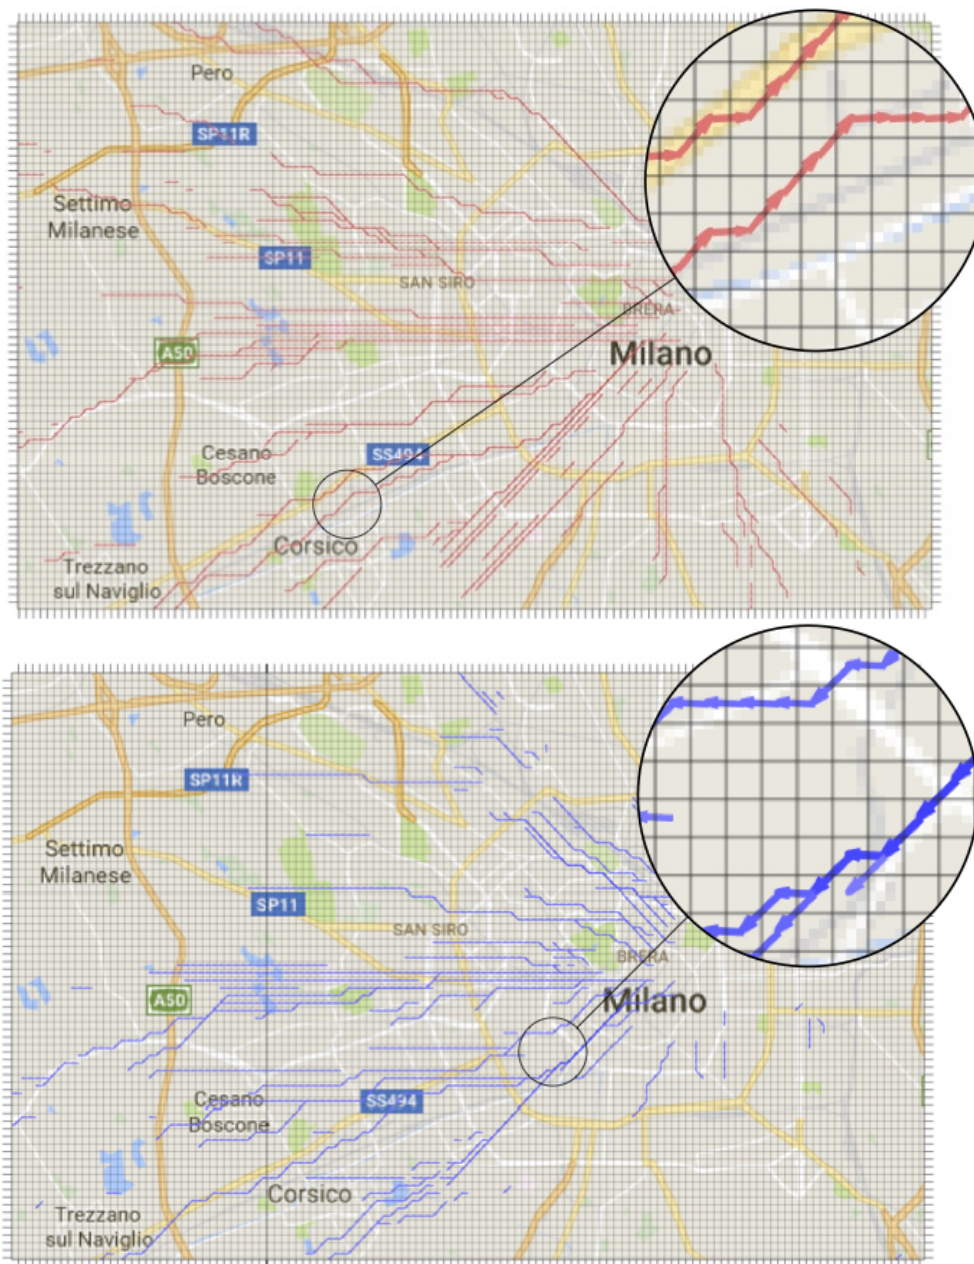 Pero
SP11R
Settimo
Milanese
SP11
SAN SIRO
BRERA
A50
Milano
Cesano
Boscone
SS494
Corsico
Trezzano
sul Naviglio
Pero
SP11R
Settimo
Milanese
SP11
SAN SIRO
BRERA
A50
Milano
Cesano
Boscone
SS494
Corsico
Trezzano
sul Naviglio